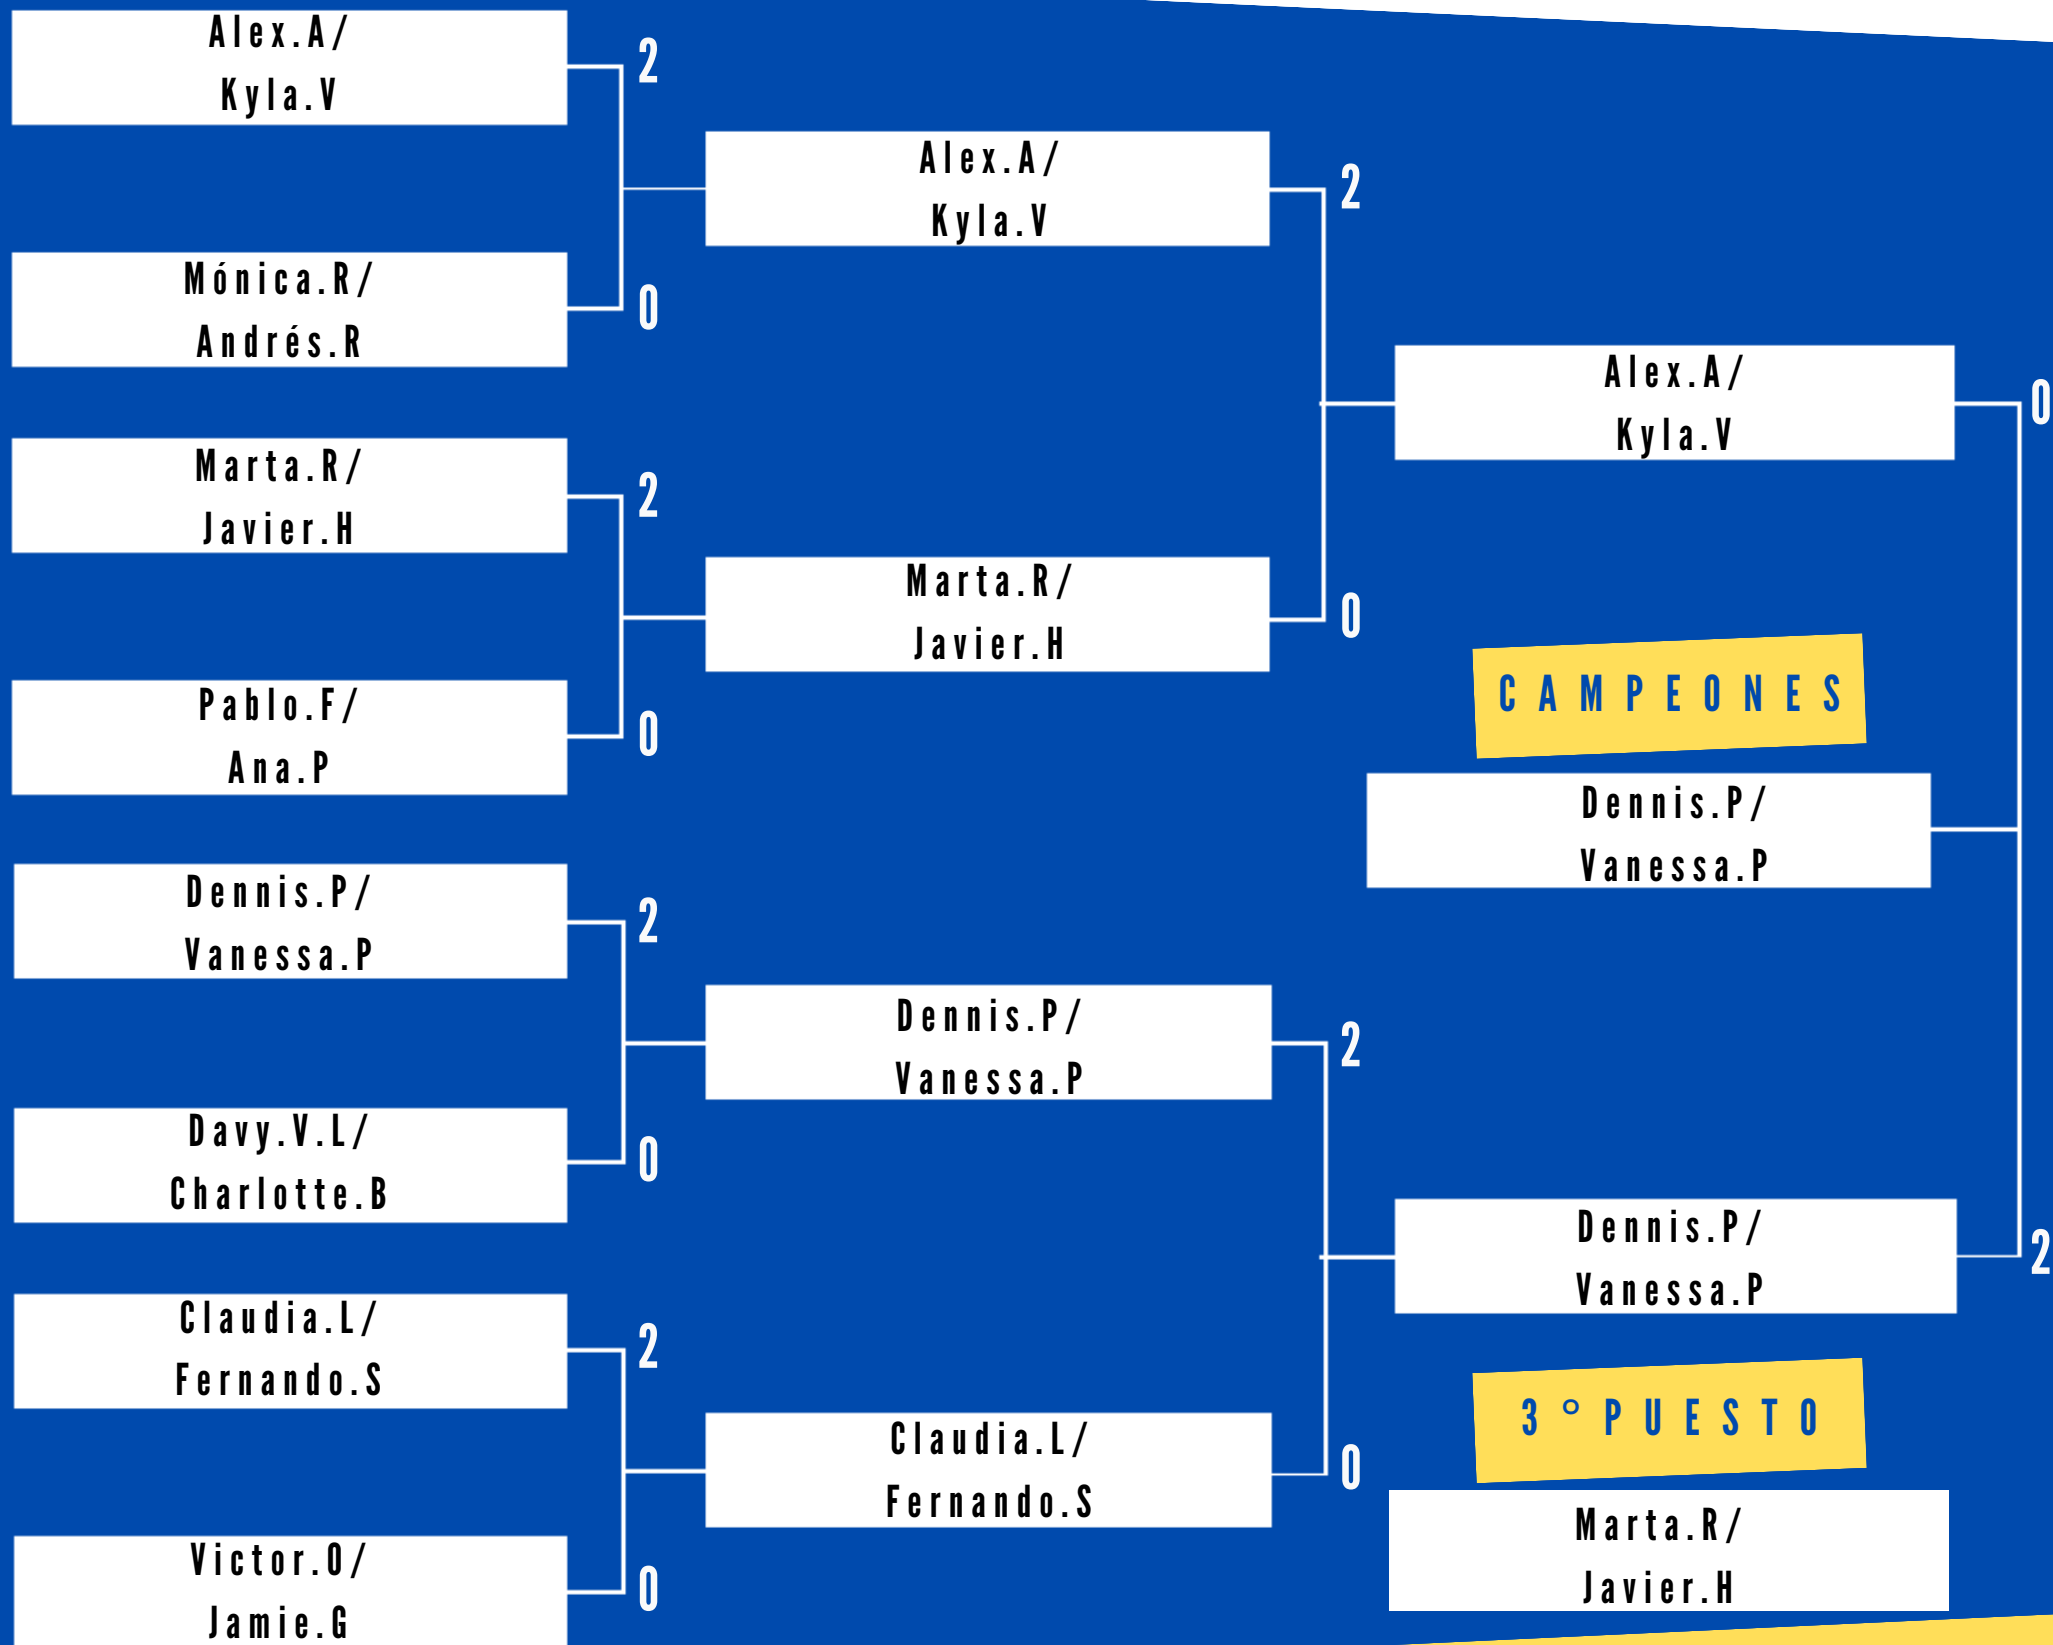 Alex.A/
Kyla.V
2
Mónica.R/
Andrés.R
0
Marta.R/
Javier.H
2
Pablo.F/
Ana.P
0
Dennis.P/
Vanessa.P
2
Davy.V.L/
Charlotte.B
0
Claudia.L/
Fernando.S
2
Victor.O/
Jamie.G
0
Alex.A/
Kyla.V
2
Marta.R/
Javier.H
0
Dennis.P/
Vanessa.P
2
Claudia.L/
Fernando.S
0
Alex.A/
Kyla.V
0
CAMPEONES
Dennis.P/
Vanessa.P
Dennis.P/
Vanessa.P
2
3°PUESTO
Marta.R/
Javier.H